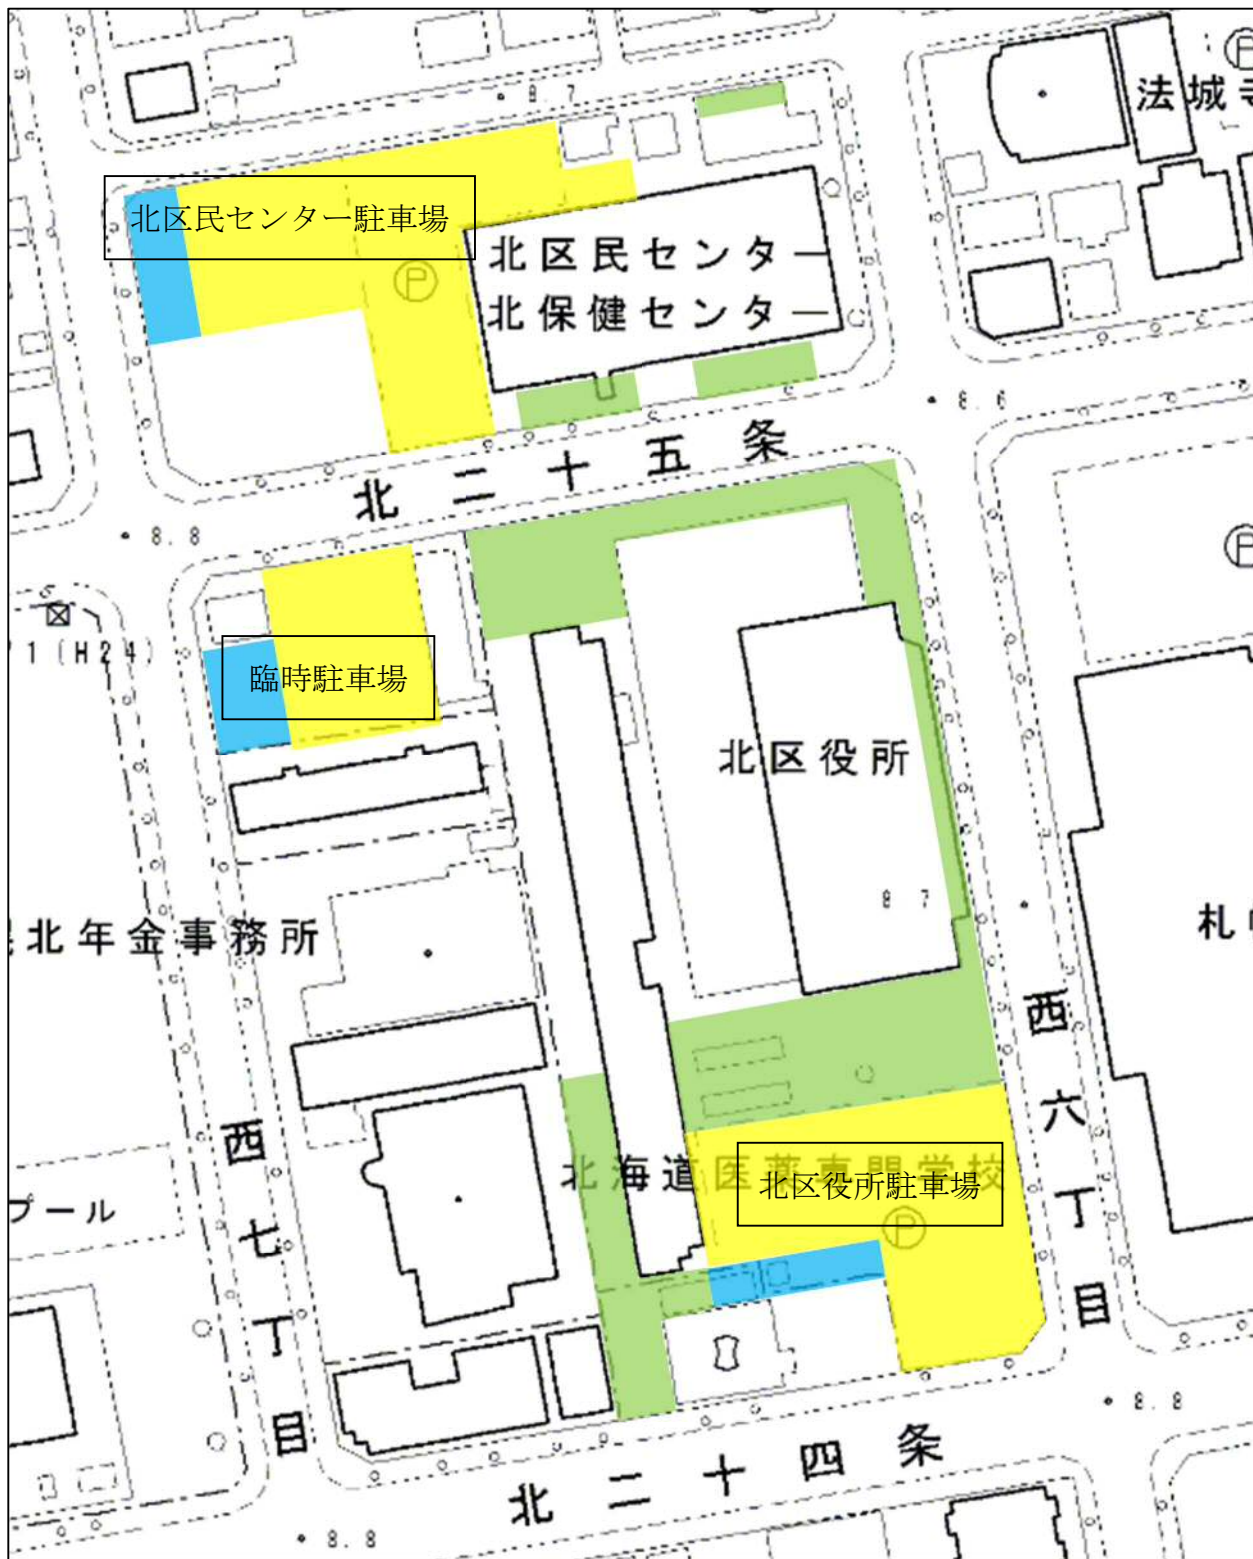 8.7
法城寺
Ⓟ
北区民センター駐車場
北区民センター
北保健センター
Ⓟ
8.6
北二十五条
8.8
Ⓟ
1(H24)
臨時駐車場
北区役所
8 7
北年金事務所
札
西六丁目
西七丁目
北海道医薬専門学校
北区役所駐車場
Ⓟ
プール
8.8
北二十四条
8.8